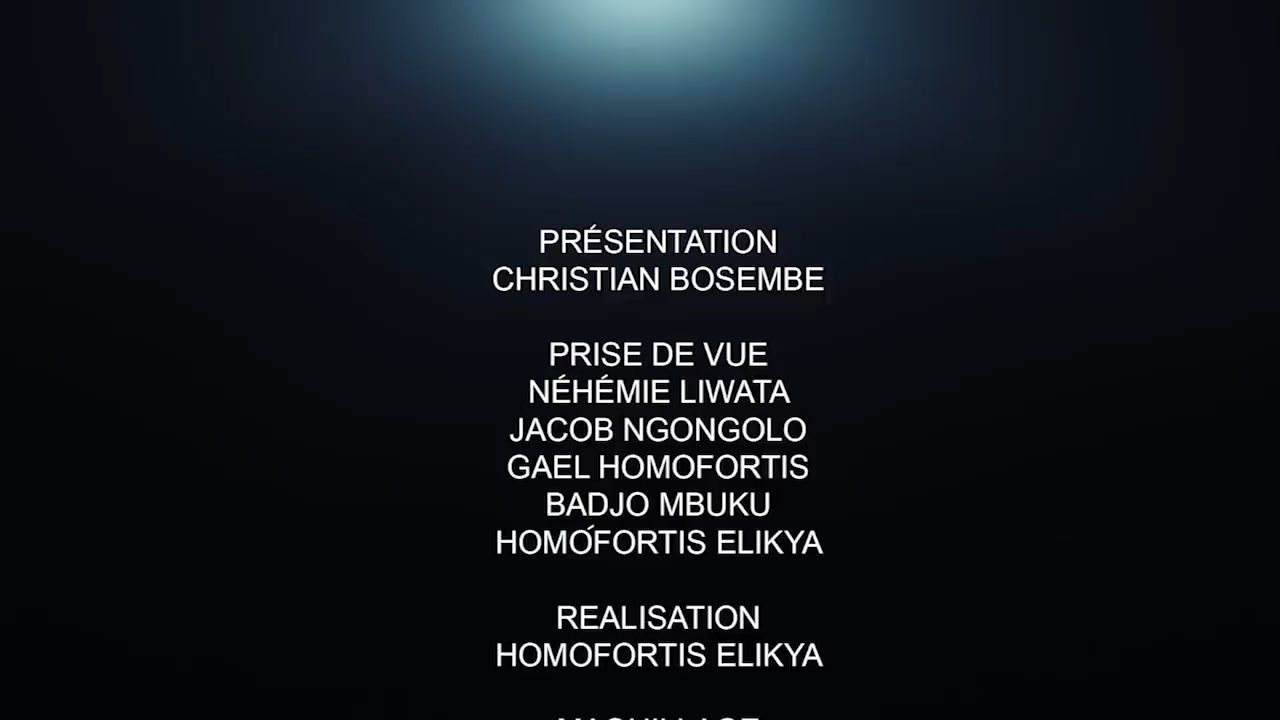 PRÉSENTATION
CHRISTIAN BOSEMBE
PRISE DE VUE
NÉHÉMIE LIWATA
JACOB NGONGOLO
GAEL HOMOFORTIS
BADJO MBUKU
HOMÓFORTIS ELIKYA
REALISATION
HOMOFORTIS ELIKYA